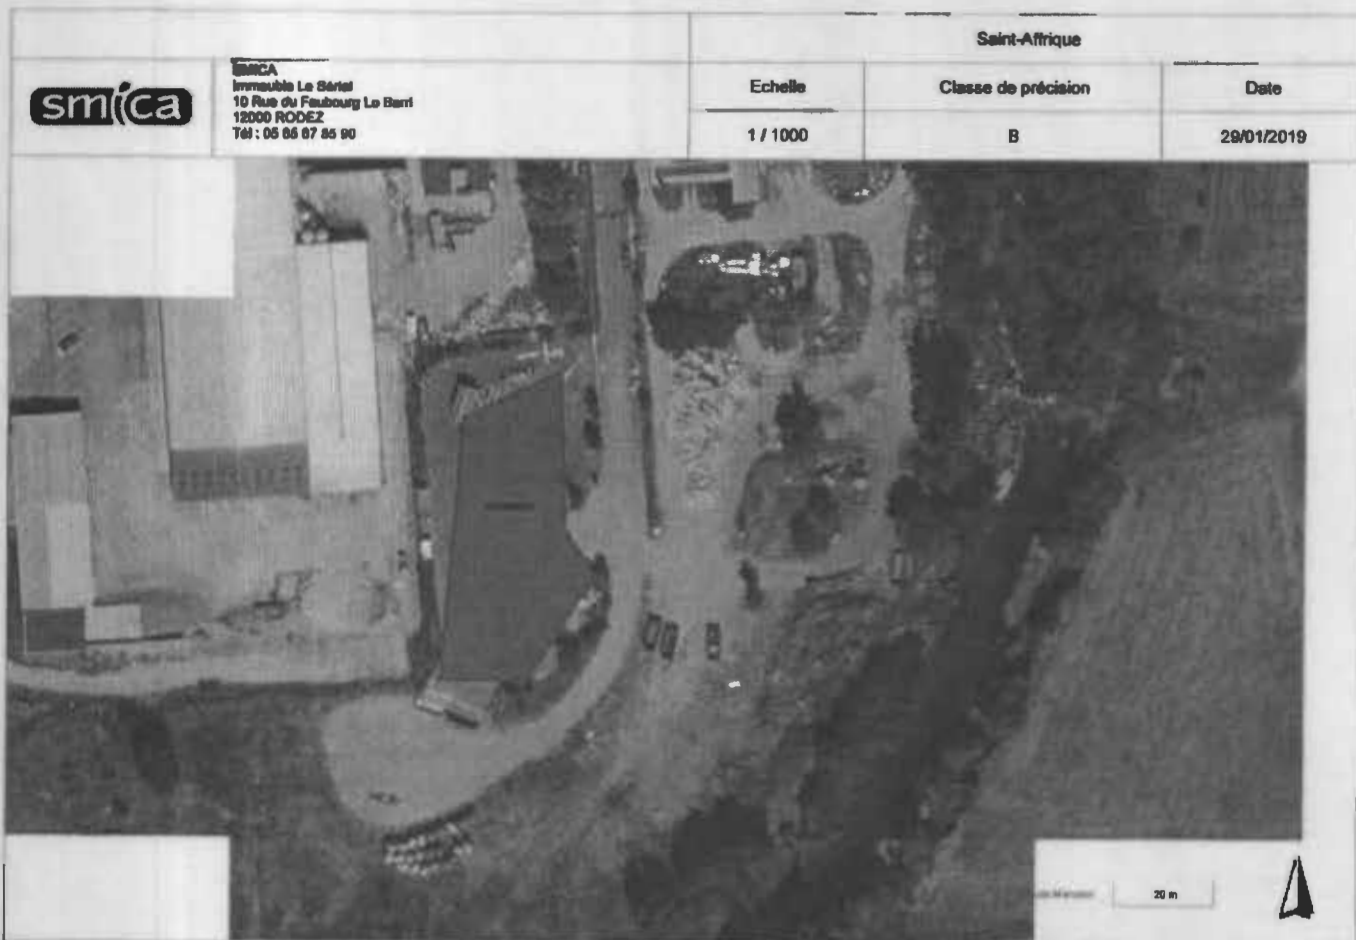 Saint-Affrique
smica
SMICA
Immeuble Le Sérial
10 Rue du Faubourg Lo Barri
12000 RODEZ
Tél : 05 65 67 85 90
Echelle
Classe de précision
Date
1 / 1000
B
29/01/2019
20 m